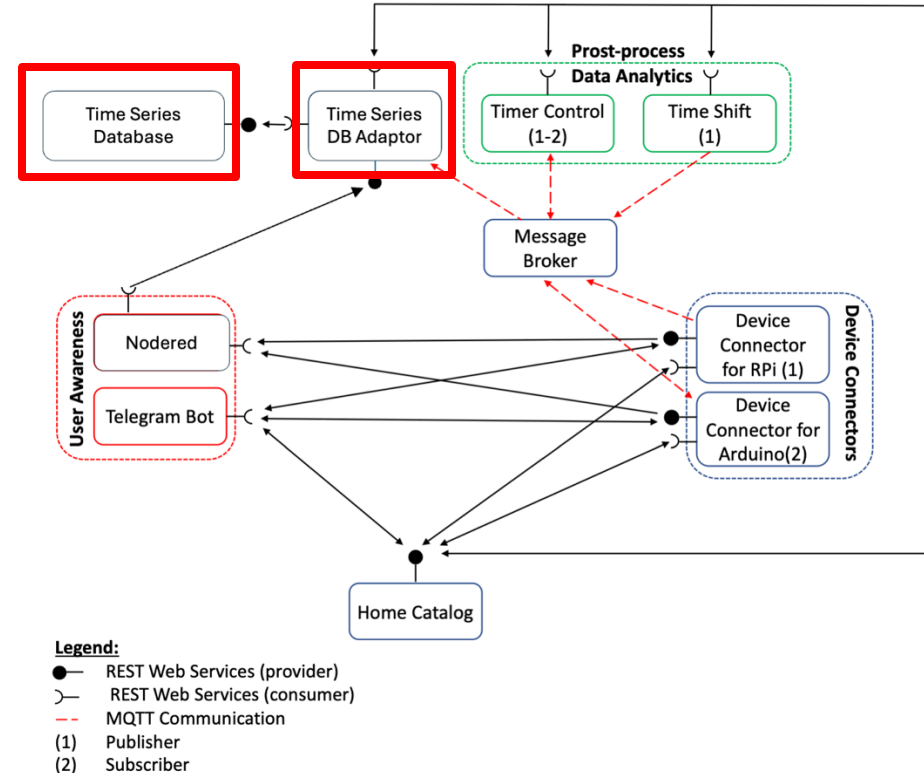 Prost-process
Data Analytics
Time Series
Database
Time Series
DB Adaptor
Timer Control
(1-2)
Time Shift
(1)
Message
Broker
User Awareness
Nodered
Telegram Bot
Device
Connector
for RPi (1)
Device
Connector for
Arduino(2)
Device Connectors
Home Catalog
Legend:
REST Web Services (provider)
REST Web Services (consumer)
MQTT Communication
(1) Publisher
(2) Subscriber